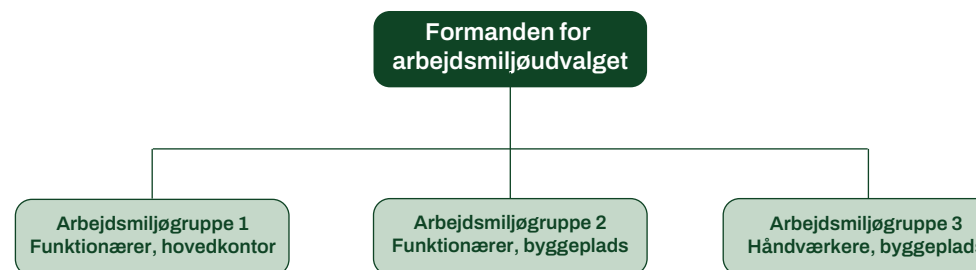 Formanden for
arbejdsmiljøudvalget
Arbejdsmiljøgruppe 1
Funktionærer, hovedkontor
Arbejdsmiljøgruppe 2
Funktionærer, byggeplads
Arbejdsmiljøgruppe 3
Håndværkere, byggeplads